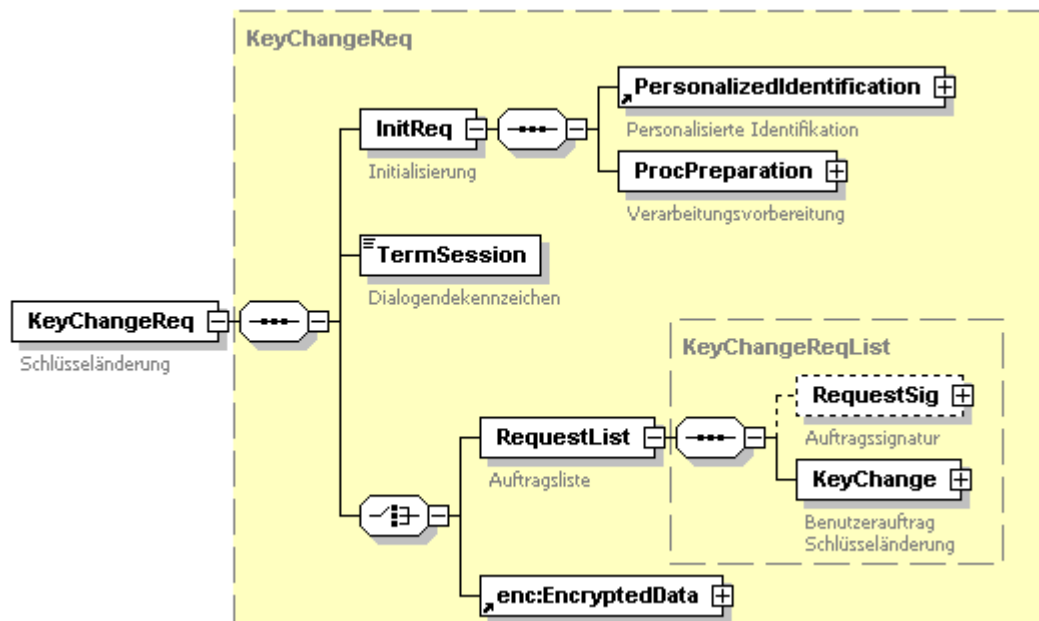 KeyChangeReq
PersonalizedIdentification
Personalisierte Identifikation
InitReq
Initialisierung
ProcPreparation
Verarbeitungsvorbereitung
TermSession
Dialogendekennzeichen
KeyChangeReq
Schlüsseländerung
KeyChangeReqList
RequestSig
Auftragssignatur
RequestList
Auftragsliste
KeyChange
Benutzerauftrag
Schlüsseländerung
enc:EncryptedData